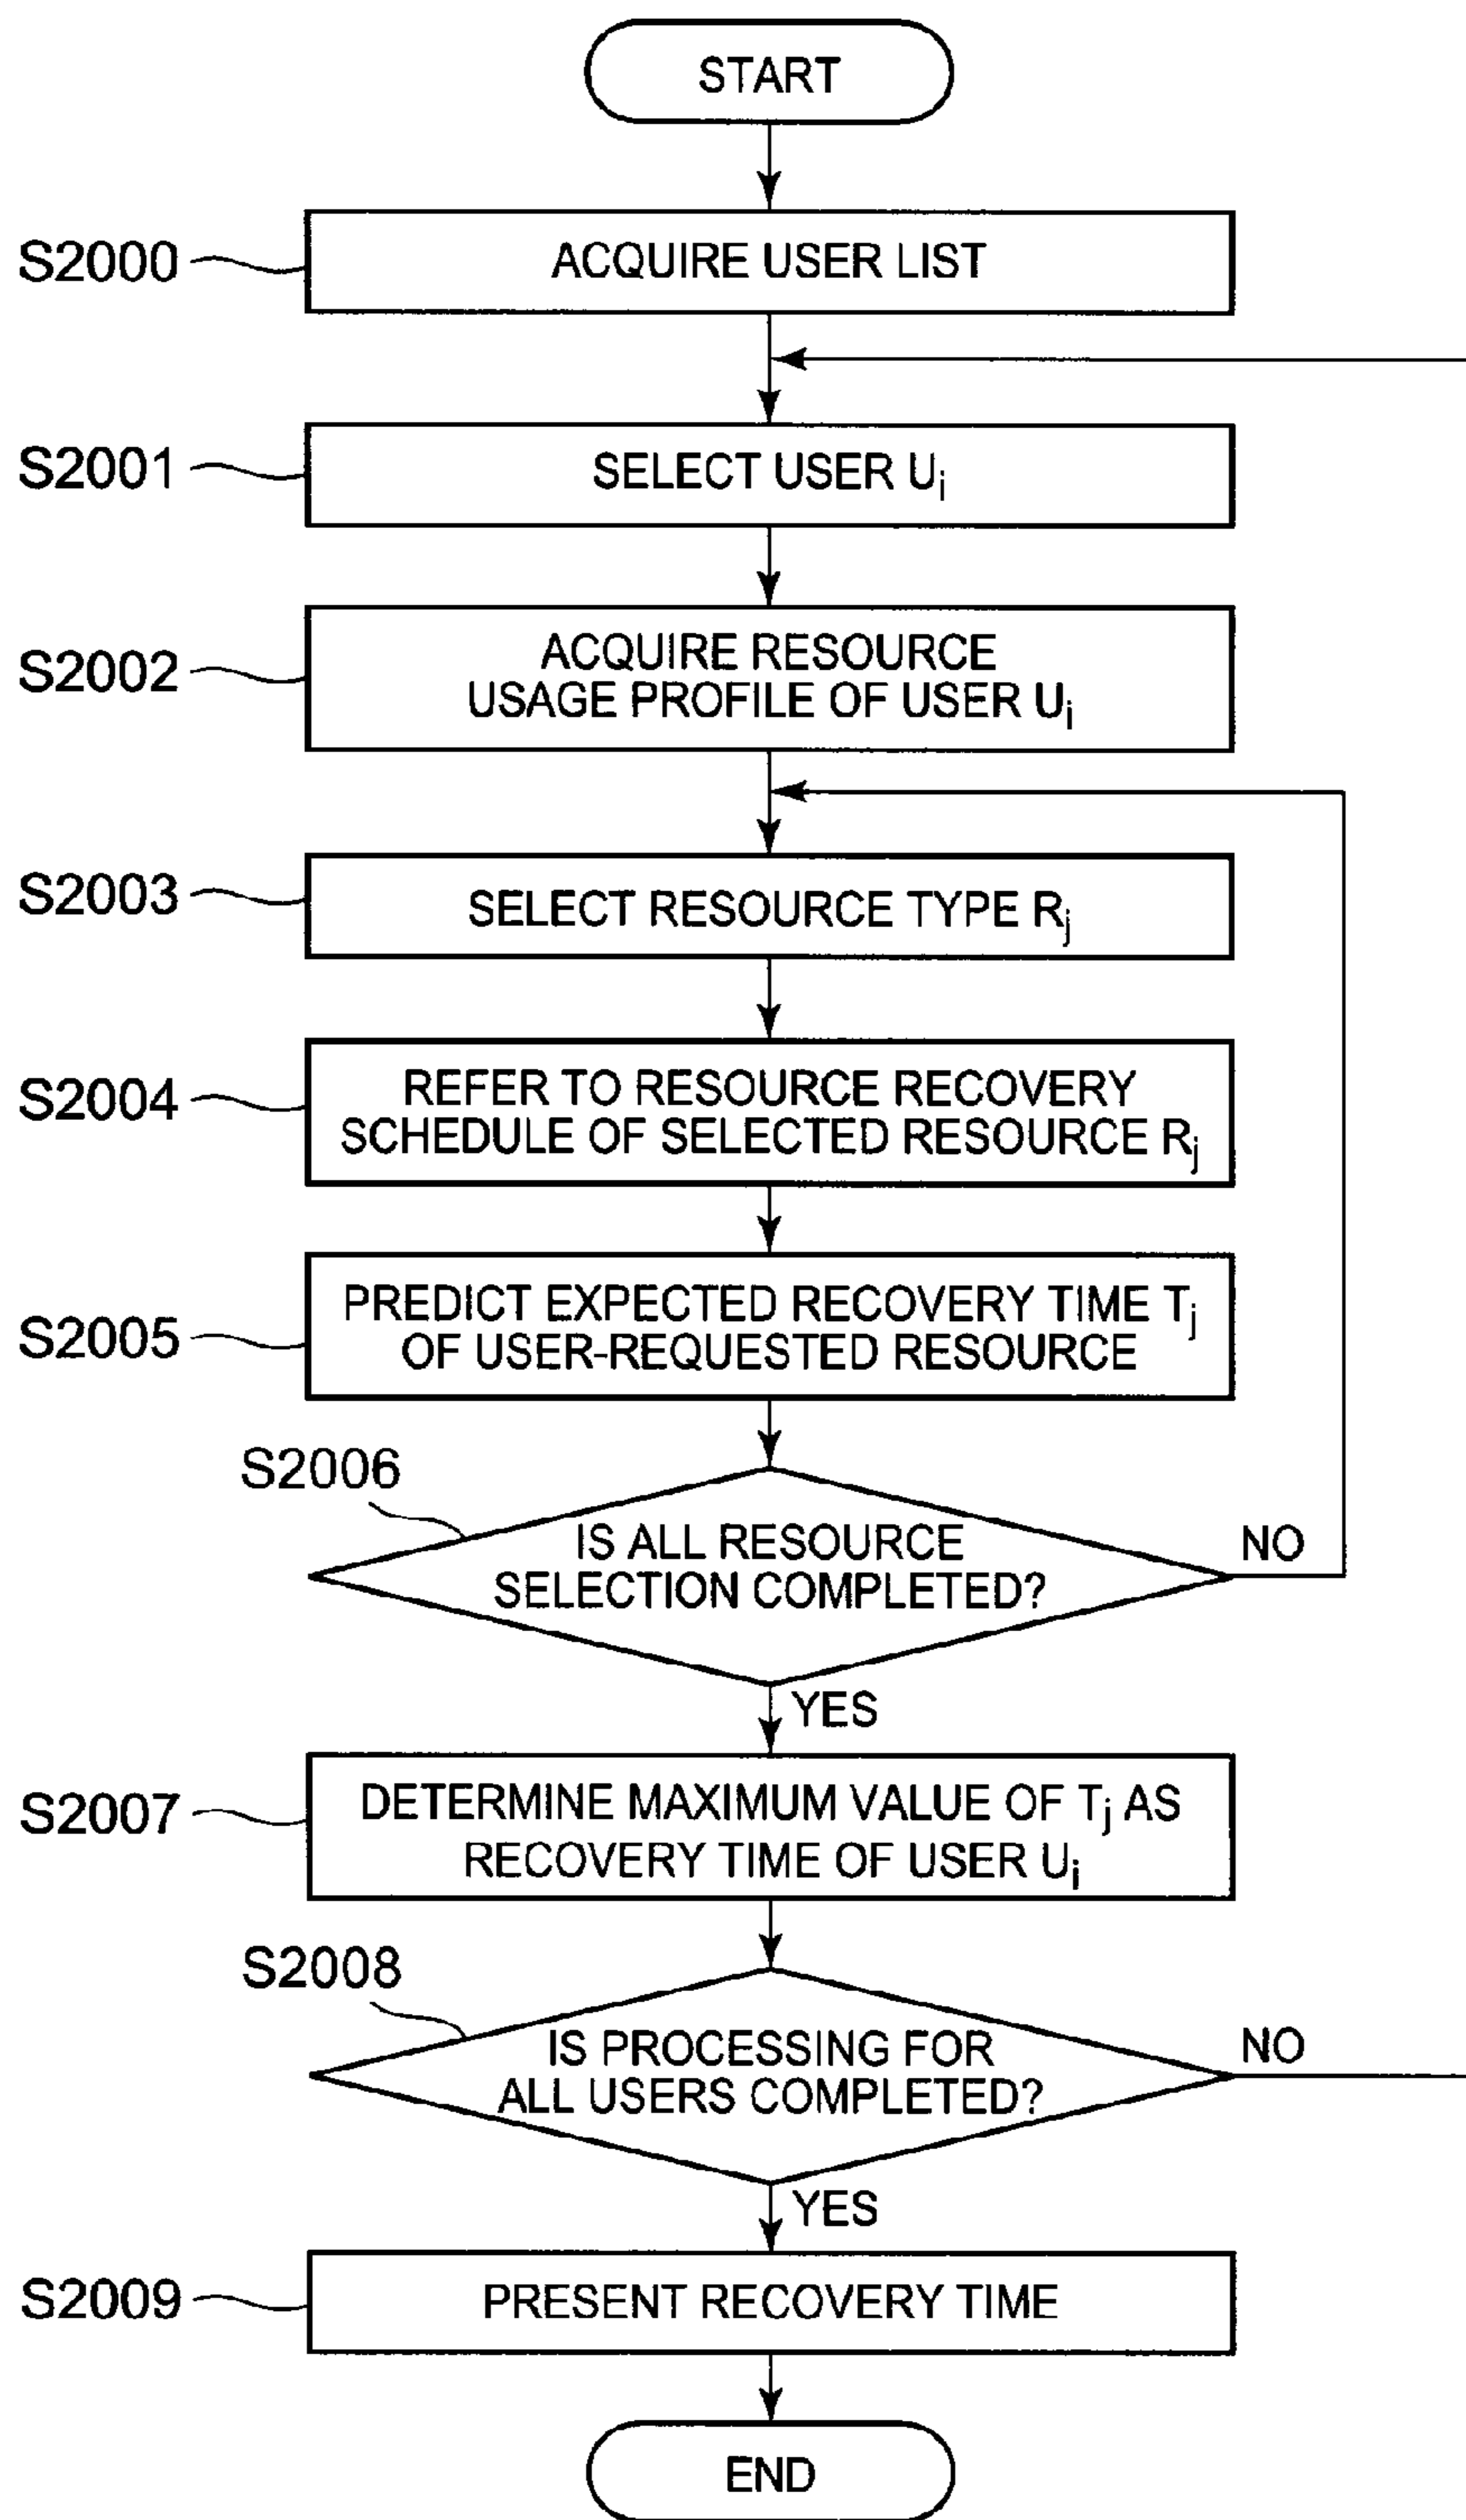 START
S2000
ACQUIRE USER LIST
S2001
SELECT USER Ui
S2002
ACQUIRE RESOURCE
USAGE PROFILE OF USER Ui
S2003
SELECT RESOURCE TYPE Rj
S2004
REFER TO RESOURCE RECOVERY
SCHEDULE OF SELECTED RESOURCE Rj
S2005
PREDICT EXPECTED RECOVERY TIME Tj
OF USER-REQUESTED RESOURCE
S2006
IS ALL RESOURCE
SELECTION COMPLETED?
NO
YES
S2007
DETERMINE MAXIMUM VALUE OF Tj AS
RECOVERY TIME OF USER Ui
S2008
IS PROCESSING FOR
ALL USERS COMPLETED?
NO
YES
S2009
PRESENT RECOVERY TIME
END